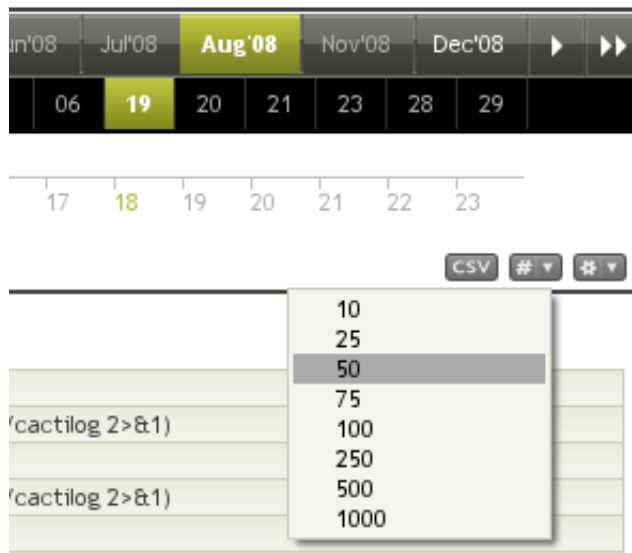 un'08 Jul'08 Aug'08 Nov'08 Dec'08
06 19 20 21 23 28 29
17 18 19 20 21 22 23
CSV #
10
25
50
75
100
/cactilog 2>&1)
250
500
/cactilog 2>&1)
1000